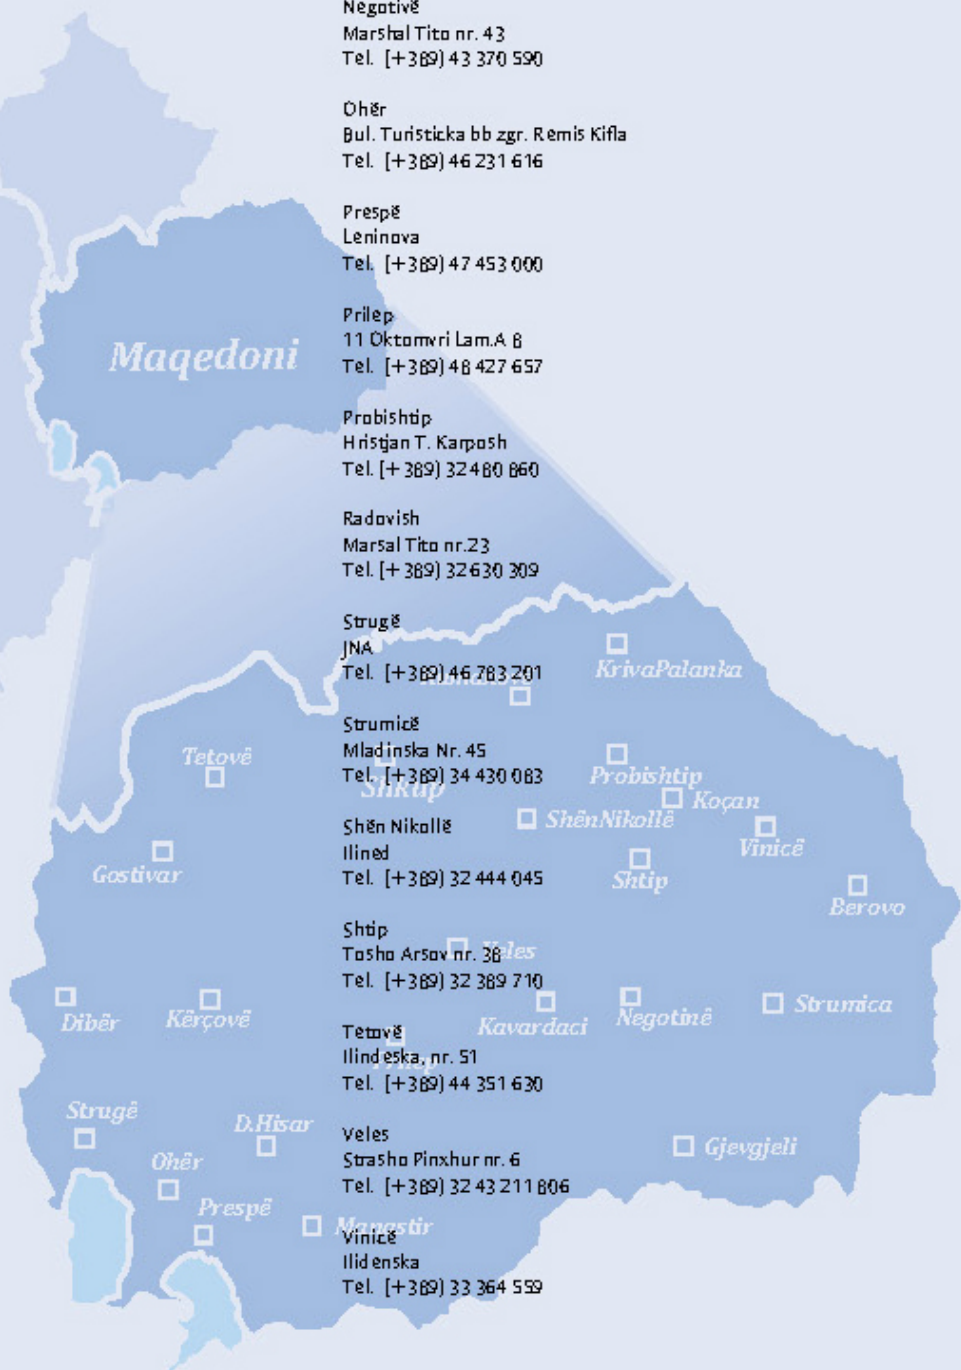 Negotivë
Marshal Tito nr. 43
Tel. [+389] 43 370 590
Ohër
Bul. Turisticka bb zgr. Remis Kifla
Tel. [+389] 46 231 616
Prespë
Leninova
Tel. [+389] 47 453 000
Prilep
11 Oktomvri Lam.A 8
Tel. [+389] 48 427 657
Probishtip
Hristjan T. Karposh
Tel. [+ 389] 32 480 860
Radovish
Marsal Tito nr.23
Tel. [+ 389] 32 630 309
Strugë
JNA
Tel. [+389] 46 783 201
Strumicë
Mladinska Nr. 45
Tel. [+389] 34 430 083
Shën Nikollë
Ilined
Tel. [+389] 32 444 045
Shtip
Tosho Arsov nr. 38
Tel. [+389] 32 389 710
Tetovë
Ilindeska, nr. 51
Tel. [+389] 44 351 630
Veles
Strasho Pinxhur nr. 6
Tel. [+389] 32 43 211 806
Vinicë
Ilidenska
Tel. [+389] 33 364 559
Maqedoni
KrivaPalanka
Tetovë
Shkup
Probishtip
Koçan
ShënNikollë
Vinicë
Gostivar
Shtip
Berovo
Veles
Dibër
Kërçovë
Kavardaci
Negotinë
Strumica
Prilep
Strugë
D.Hisar
Gjevgjeli
Ohër
Prespë
Manastir